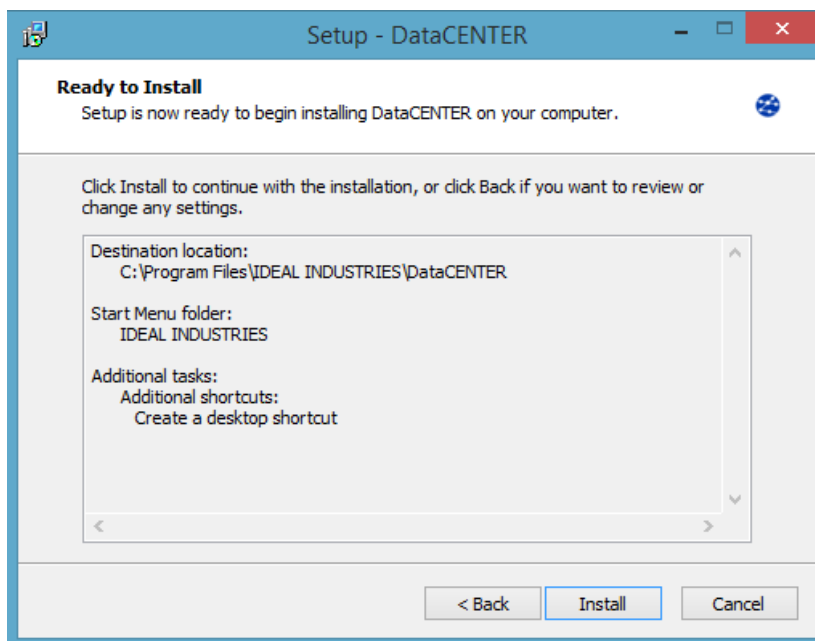 Setup - DataCENTER
Ready to Install
Setup is now ready to begin installing DataCENTER on your computer.
Click Install to continue with the installation, or click Back if you want to review or
change any settings.
Destination location:
C:\Program Files\IDEAL INDUSTRIES\DataCENTER
Start Menu folder:
IDEAL INDUSTRIES
Additional tasks:
Additional shortcuts:
Create a desktop shortcut
< Back
Install
Cancel